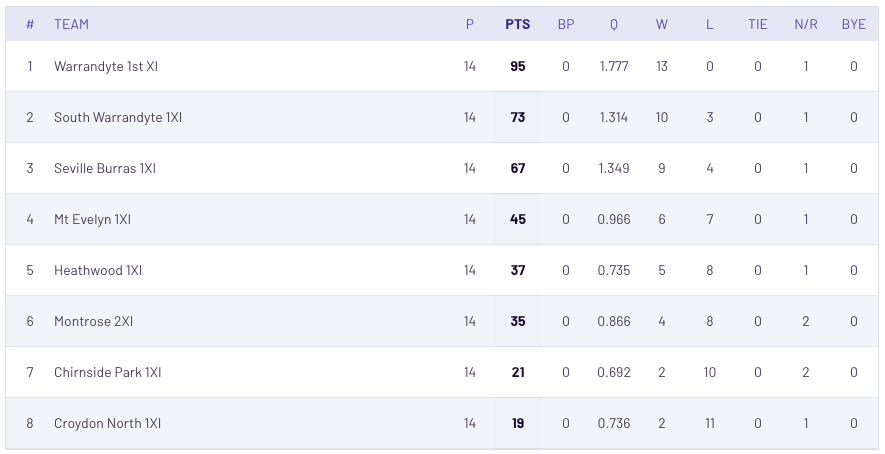 # TEAM P PTS BP Q W L TIE N/R BYE
1 Warrandyte 1st XI 14 95 0 1.777 13 0 0 1 0
2 South Warrandyte 1XI 14 73 0 1.314 10 3 0 1 0
3 Seville Burras 1XI 14 67 0 1.349 9 4 0 1 0
4 Mt Evelyn 1XI 14 45 0 0.966 6 7 0 1 0
5 Heathwood 1XI 14 37 0 0.735 5 8 0 1 0
6 Montrose 2XI 14 35 0 0.866 4 8 0 2 0
7 Chirnside Park 1XI 14 21 0 0.692 2 10 0 2 0
8 Croydon North 1XI 14 19 0 0.736 2 11 0 1 0